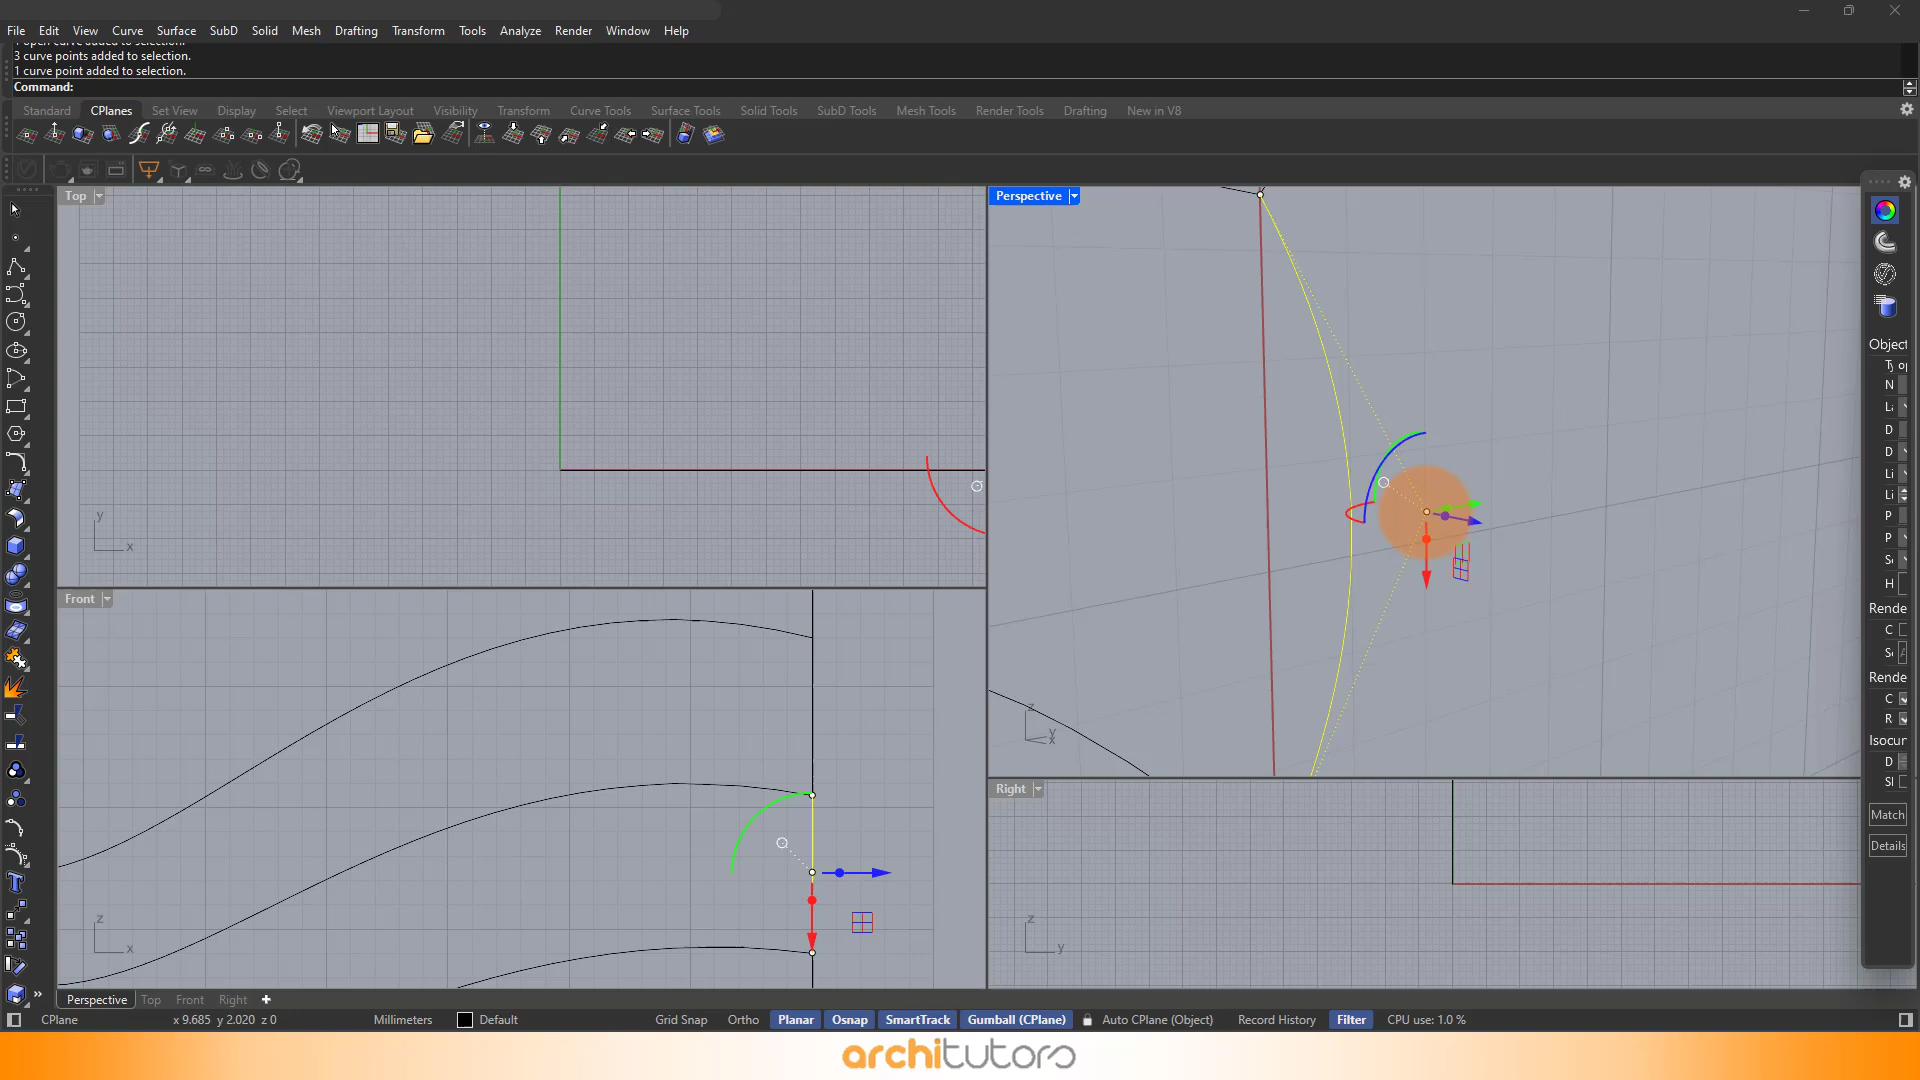 File Edit View Curve Surface SubD Solid Mesh Drafting Transform Tools Analyze Render Window Help
3 curve points added to selection.
1 curve point added to selection.
Command:
Standard CPlanes Set View Display Select Viewport Layout Visibility Transform Curve Tools Surface Tools Solid Tools SubD Tools Mesh Tools Render Tools Drafting New in V8
Top
Perspective
y
x
Front
z
x
z
y
x
Right
z
y
Object
N
D
D
P
P
H
Rende
C
Rende
C
R
Isocur
D
Match
Details
Perspective Top Front Right
CPlane x 9.685 y 2.020 z 0 Millimeters Default Grid Snap Ortho Planar Osnap SmartTrack Gumball (CPlane) Auto CPlane (Object) Record History Filter CPU use: 1.0 %
architutors